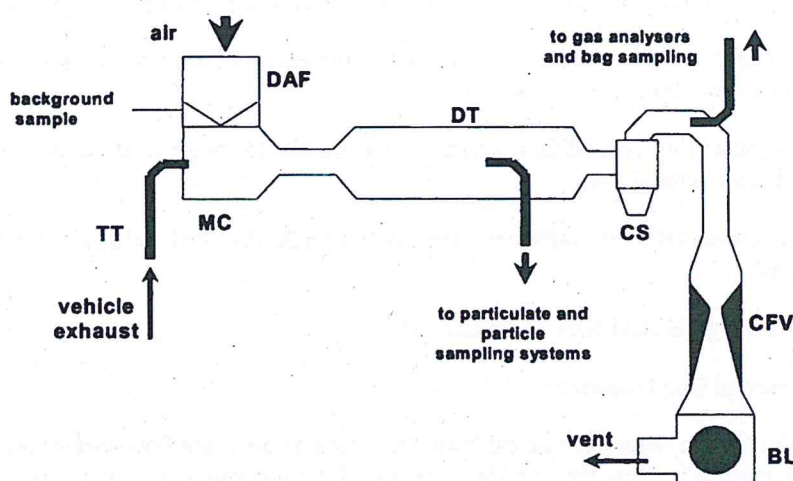 air
to gas analysers
and bag sampling
DAF
background
sample
DT
TT
MC
CS
vehicle
exhaust
to particulate and
particle
sampling systems
CFV
vent
BL